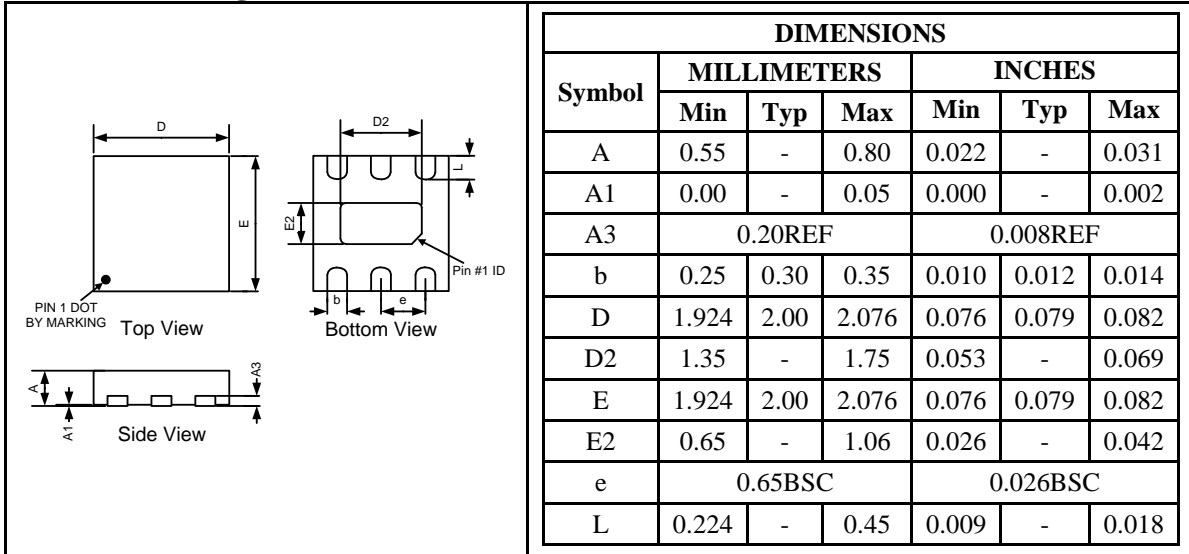 D
D2
L
E
E2
Pin #1 ID
PIN 1 DOT
BY MARKING
Top View
b
e
Bottom View
A
A3
A1
Side View
DIMENSIONS
Symbol MILLIMETERS INCHES
Min Typ Max Min Typ Max
A 0.55 - 0.80 0.022 - 0.031
A1 0.00 - 0.05 0.000 - 0.002
A3 0.20REF 0.008REF
b 0.25 0.30 0.35 0.010 0.012 0.014
D 1.924 2.00 2.076 0.076 0.079 0.082
D2 1.35 - 1.75 0.053 - 0.069
E 1.924 2.00 2.076 0.076 0.079 0.082
E2 0.65 - 1.06 0.026 - 0.042
e 0.65BSC 0.026BSC
L 0.224 - 0.45 0.009 - 0.018